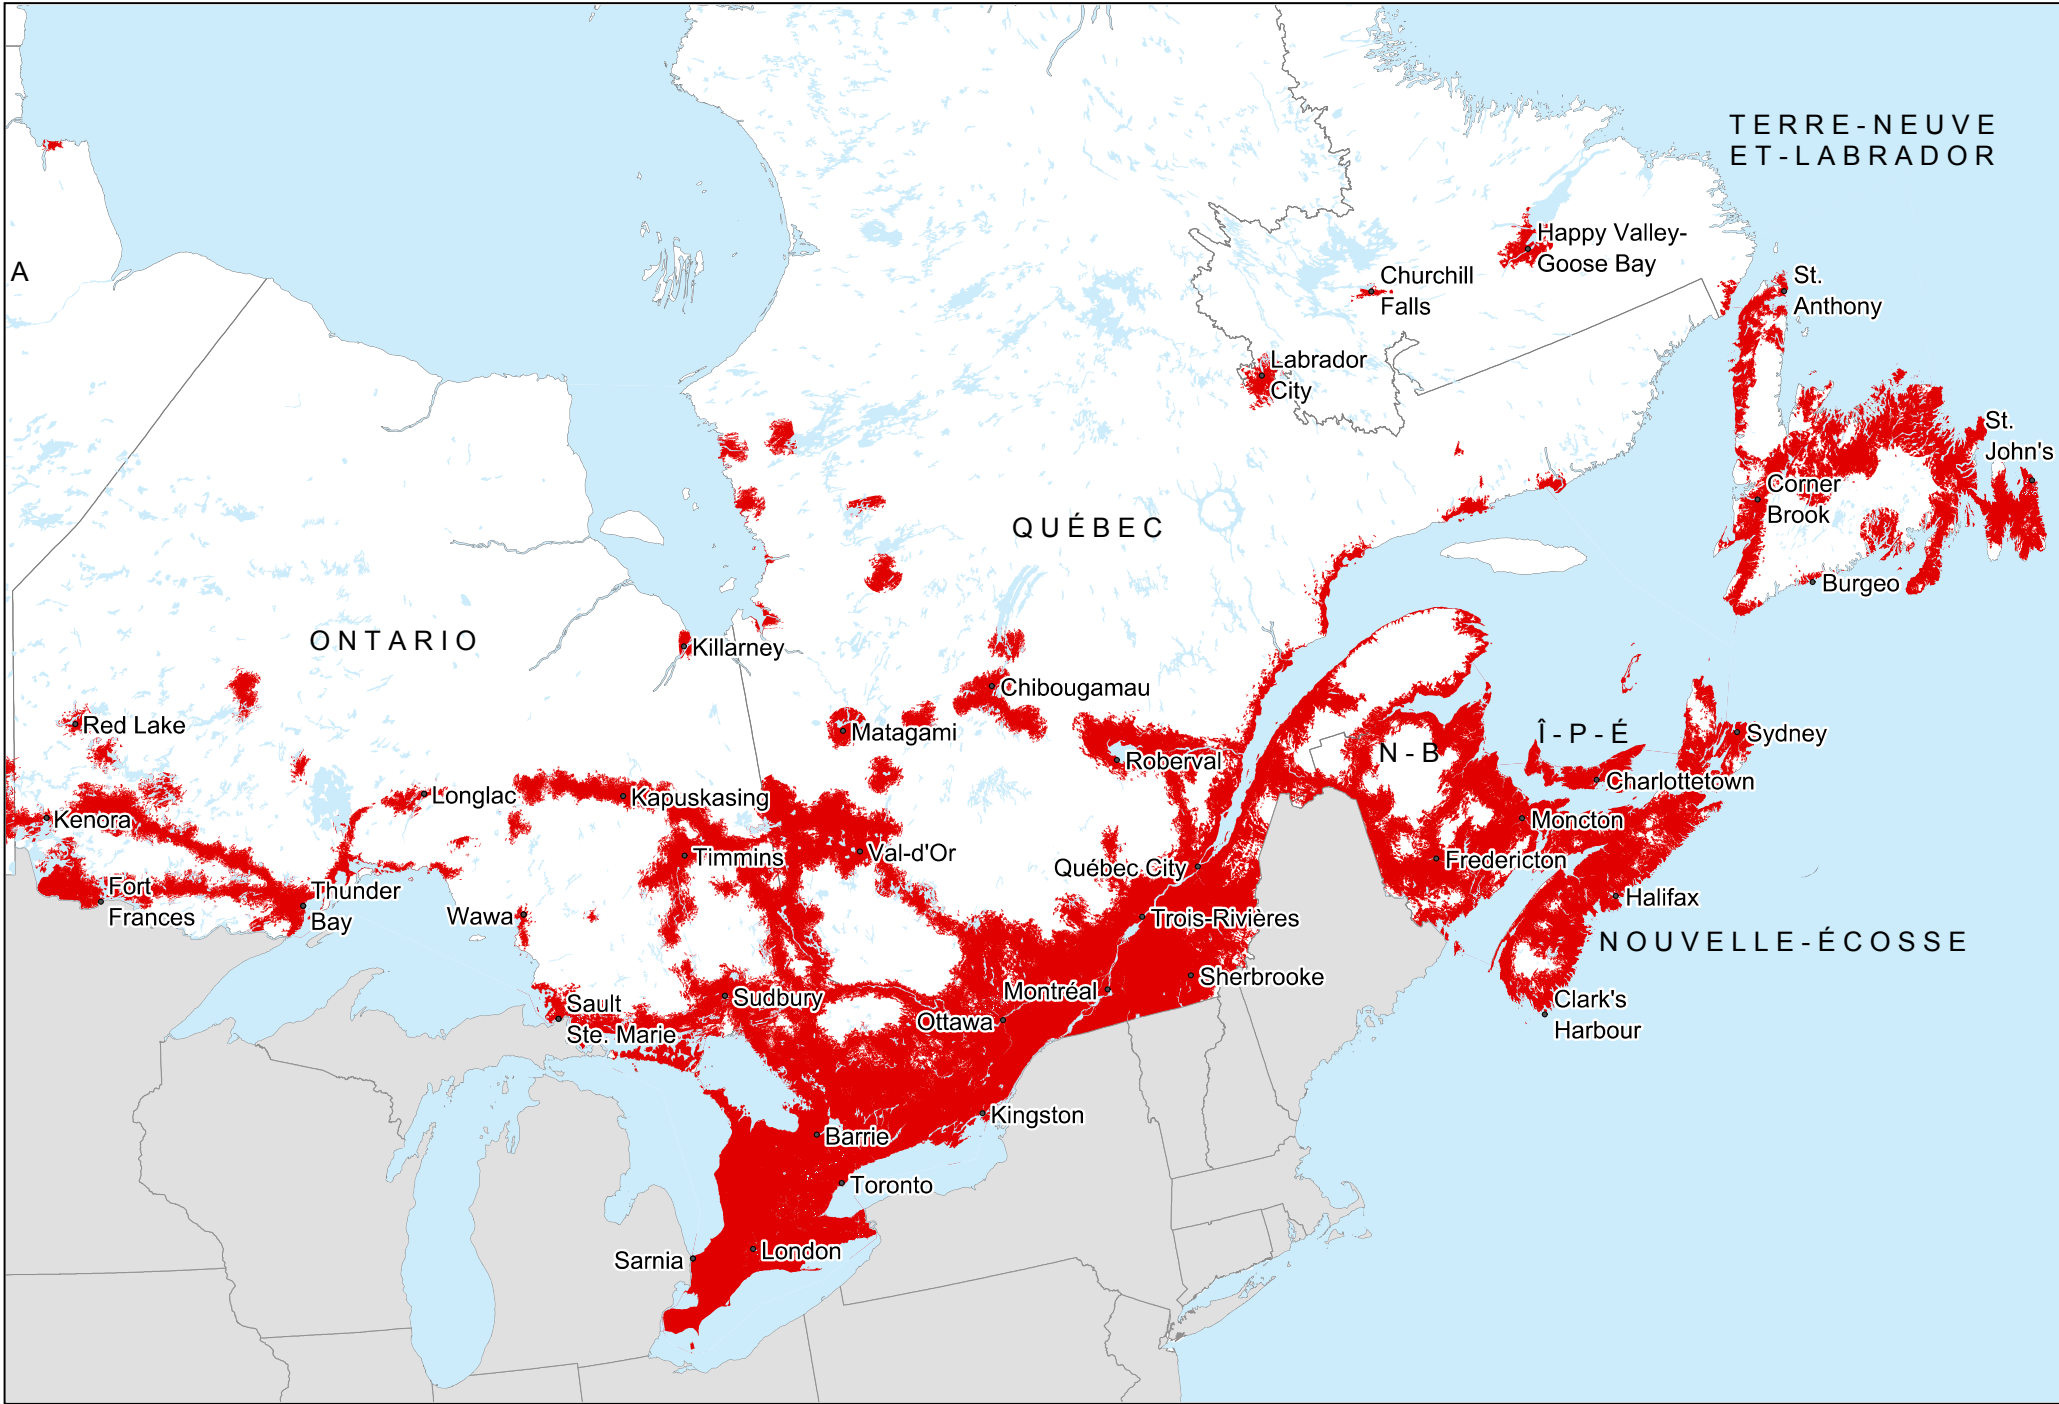 TERRE-NEUVE
ET-LABRADOR
Happy Valley-
Goose Bay
A
Churchill
Falls
St.
Anthony
Labrador
City
St.
John's
Corner
Brook
QUÉBEC
Burgeo
ONTARIO
Killarney
Chibougamau
Red Lake
Matagami
Î-P-É
Sydney
N-B
Roberval
Charlottetown
Longlac
Kapuskasing
Kenora
Moncton
Timmins
Val-d'Or
Fredericton
Québec City
Fort
Frances
Thunder
Bay
Wawa
Trois-Rivières
Halifax
NOUVELLE-ÉCOSSE
Sherbrooke
Montréal
Sudbury
Sault
Ste. Marie
Clark's
Harbour
Ottawa
Kingston
Barrie
Toronto
London
Sarnia